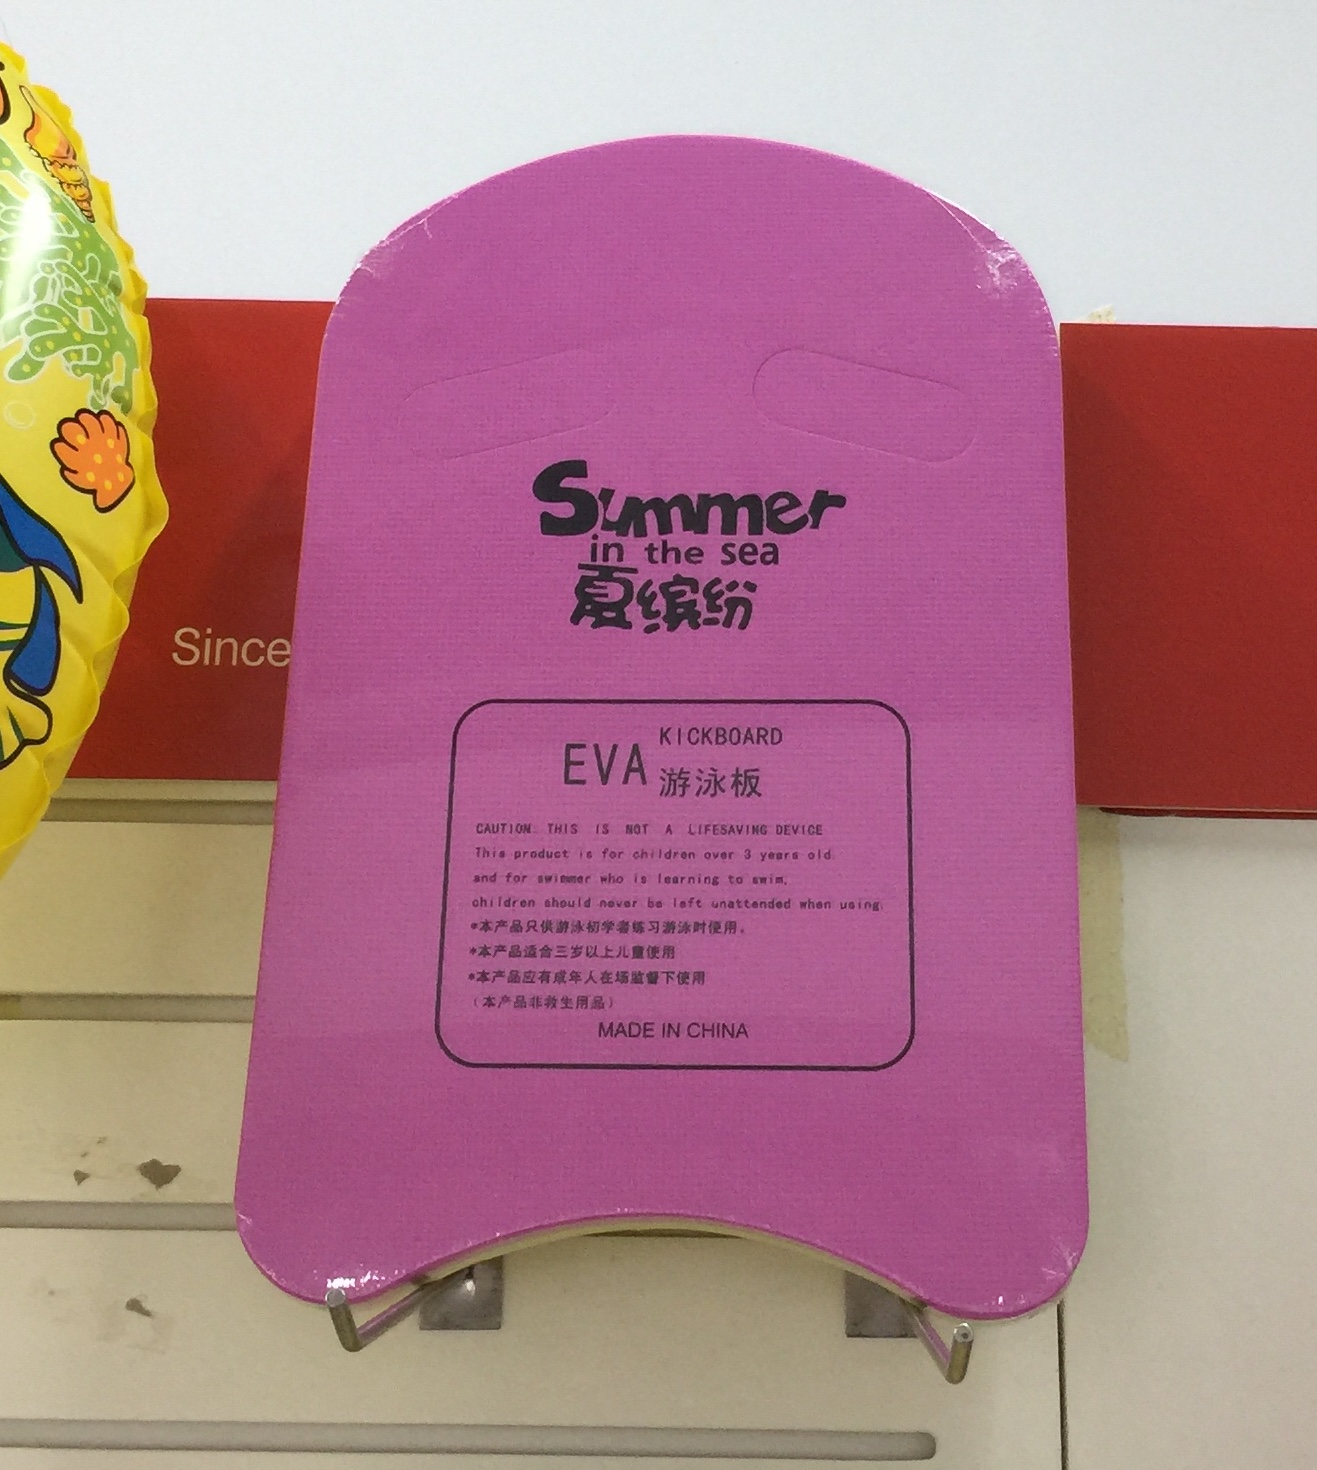 Summer
in the sea
夏缤纷
Since
EVA
KICKBOARD
游泳板
CAUTION: THIS IS NOT A LIFESAVING DEVICE
This product is for children over 3 years old
and for swimmer who is learning to swim,
children should never be left unattended when using.
*本产品只供游泳初学者练习游泳时使用。
*本产品适合三岁以上儿童使用
*本产品应有成年人在场监督下使用
(本产品非救生用品)
MADE IN CHINA